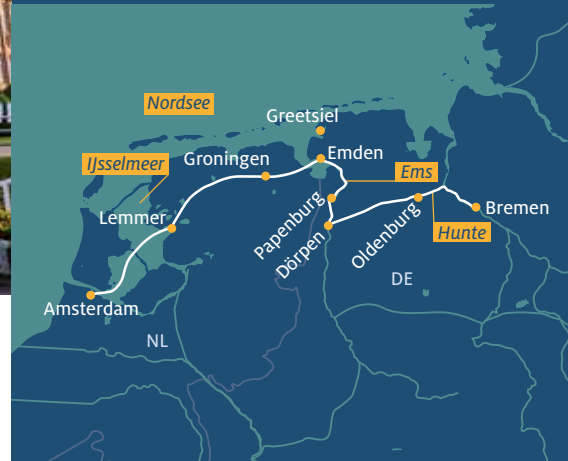 Nordsee
Greetsiel
IJsselmeer
Groningen
Emden
Ems
Lemmer
Papenburg
Dörpen
Oldenburg
Bremen
Hunte
DE
Amsterdam
NL